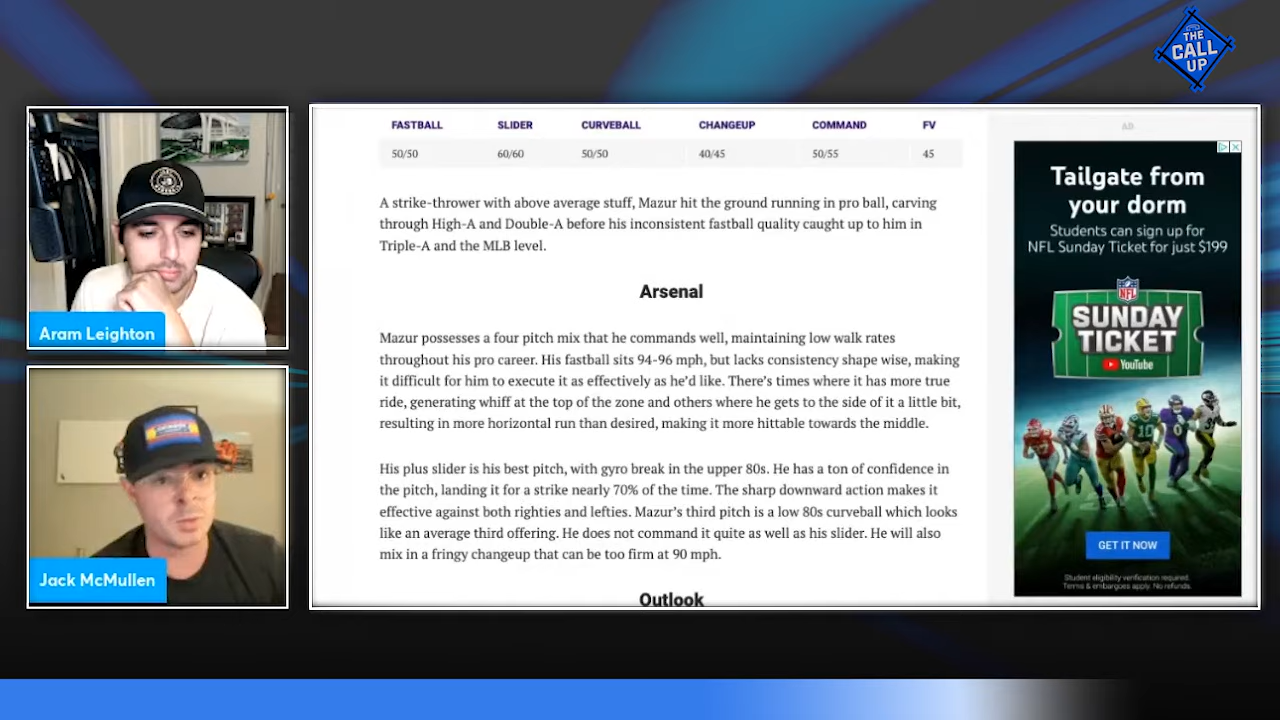 THE
CALL
UP
FASTBALL SLIDER CURVEBALL CHANGEUP COMMAND FV
50/50 60/60 50/50 40/45 50/55 45
A strike-thrower with above average stuff, Mazur hit the ground running in pro ball, carving
through High-A and Double-A before his inconsistent fastball quality caught up to him in
Triple-A and the MLB level.
Arsenal
Mazur possesses a four pitch mix that he commands well, maintaining low walk rates
throughout his pro career. His fastball sits 94-96 mph, but lacks consistency shape wise, making
it difficult for him to execute it as effectively as he'd like. There's times where it has more true
ride, generating whiff at the top of the zone and others where he gets to the side of it a little bit,
resulting in more horizontal run than desired, making it more hittable towards the middle.
His plus slider is his best pitch, with gyro break in the upper 80s. He has a ton of confidence in
the pitch, landing it for a strike nearly 70% of the time. The sharp downward action makes it
effective against both righties and lefties. Mazur's third pitch is a low 80s curveball which looks
like an average third offering. He does not command it quite as well as his slider. He will also
mix in a fringy changeup that can be too firm at 90 mph.
Outlook
AD
Tailgate from
your dorm
Students can sign up for
NFL Sunday Ticket for just $199
NFL
SUNDAY
TICKET
YouTube
GET IT NOW
Student eligibility verification required.
Terms & embargoes apply. No refunds.
Aram Leighton
Jack McMullen